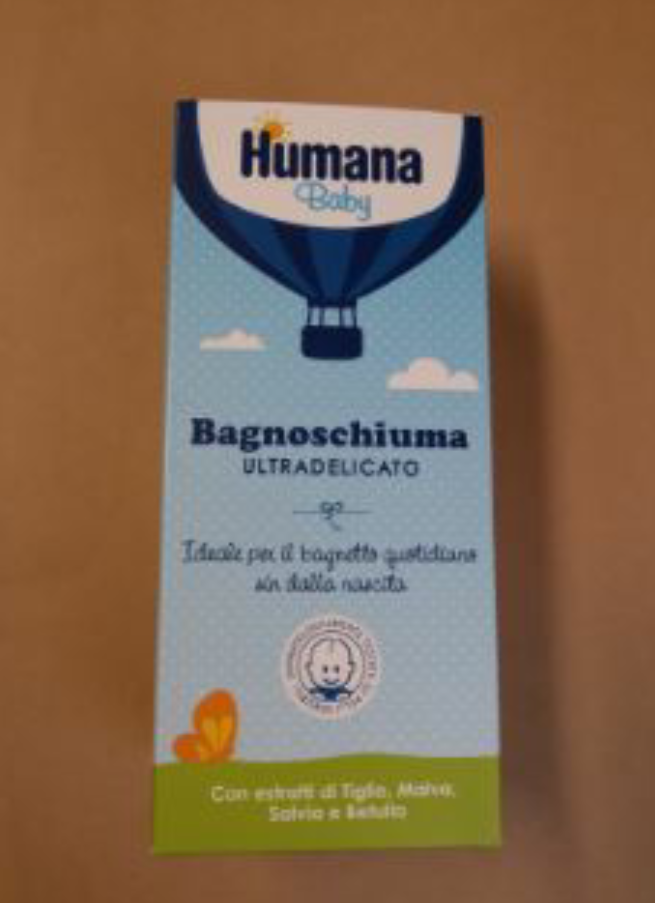 Humana
Baby
Bagnoschiuma
ULTRADELICATO
Ideale per il bagnetto quotidiano
sin dalla nascita
Con estratti di Tiglio, Malva,
Salvia e Betulla